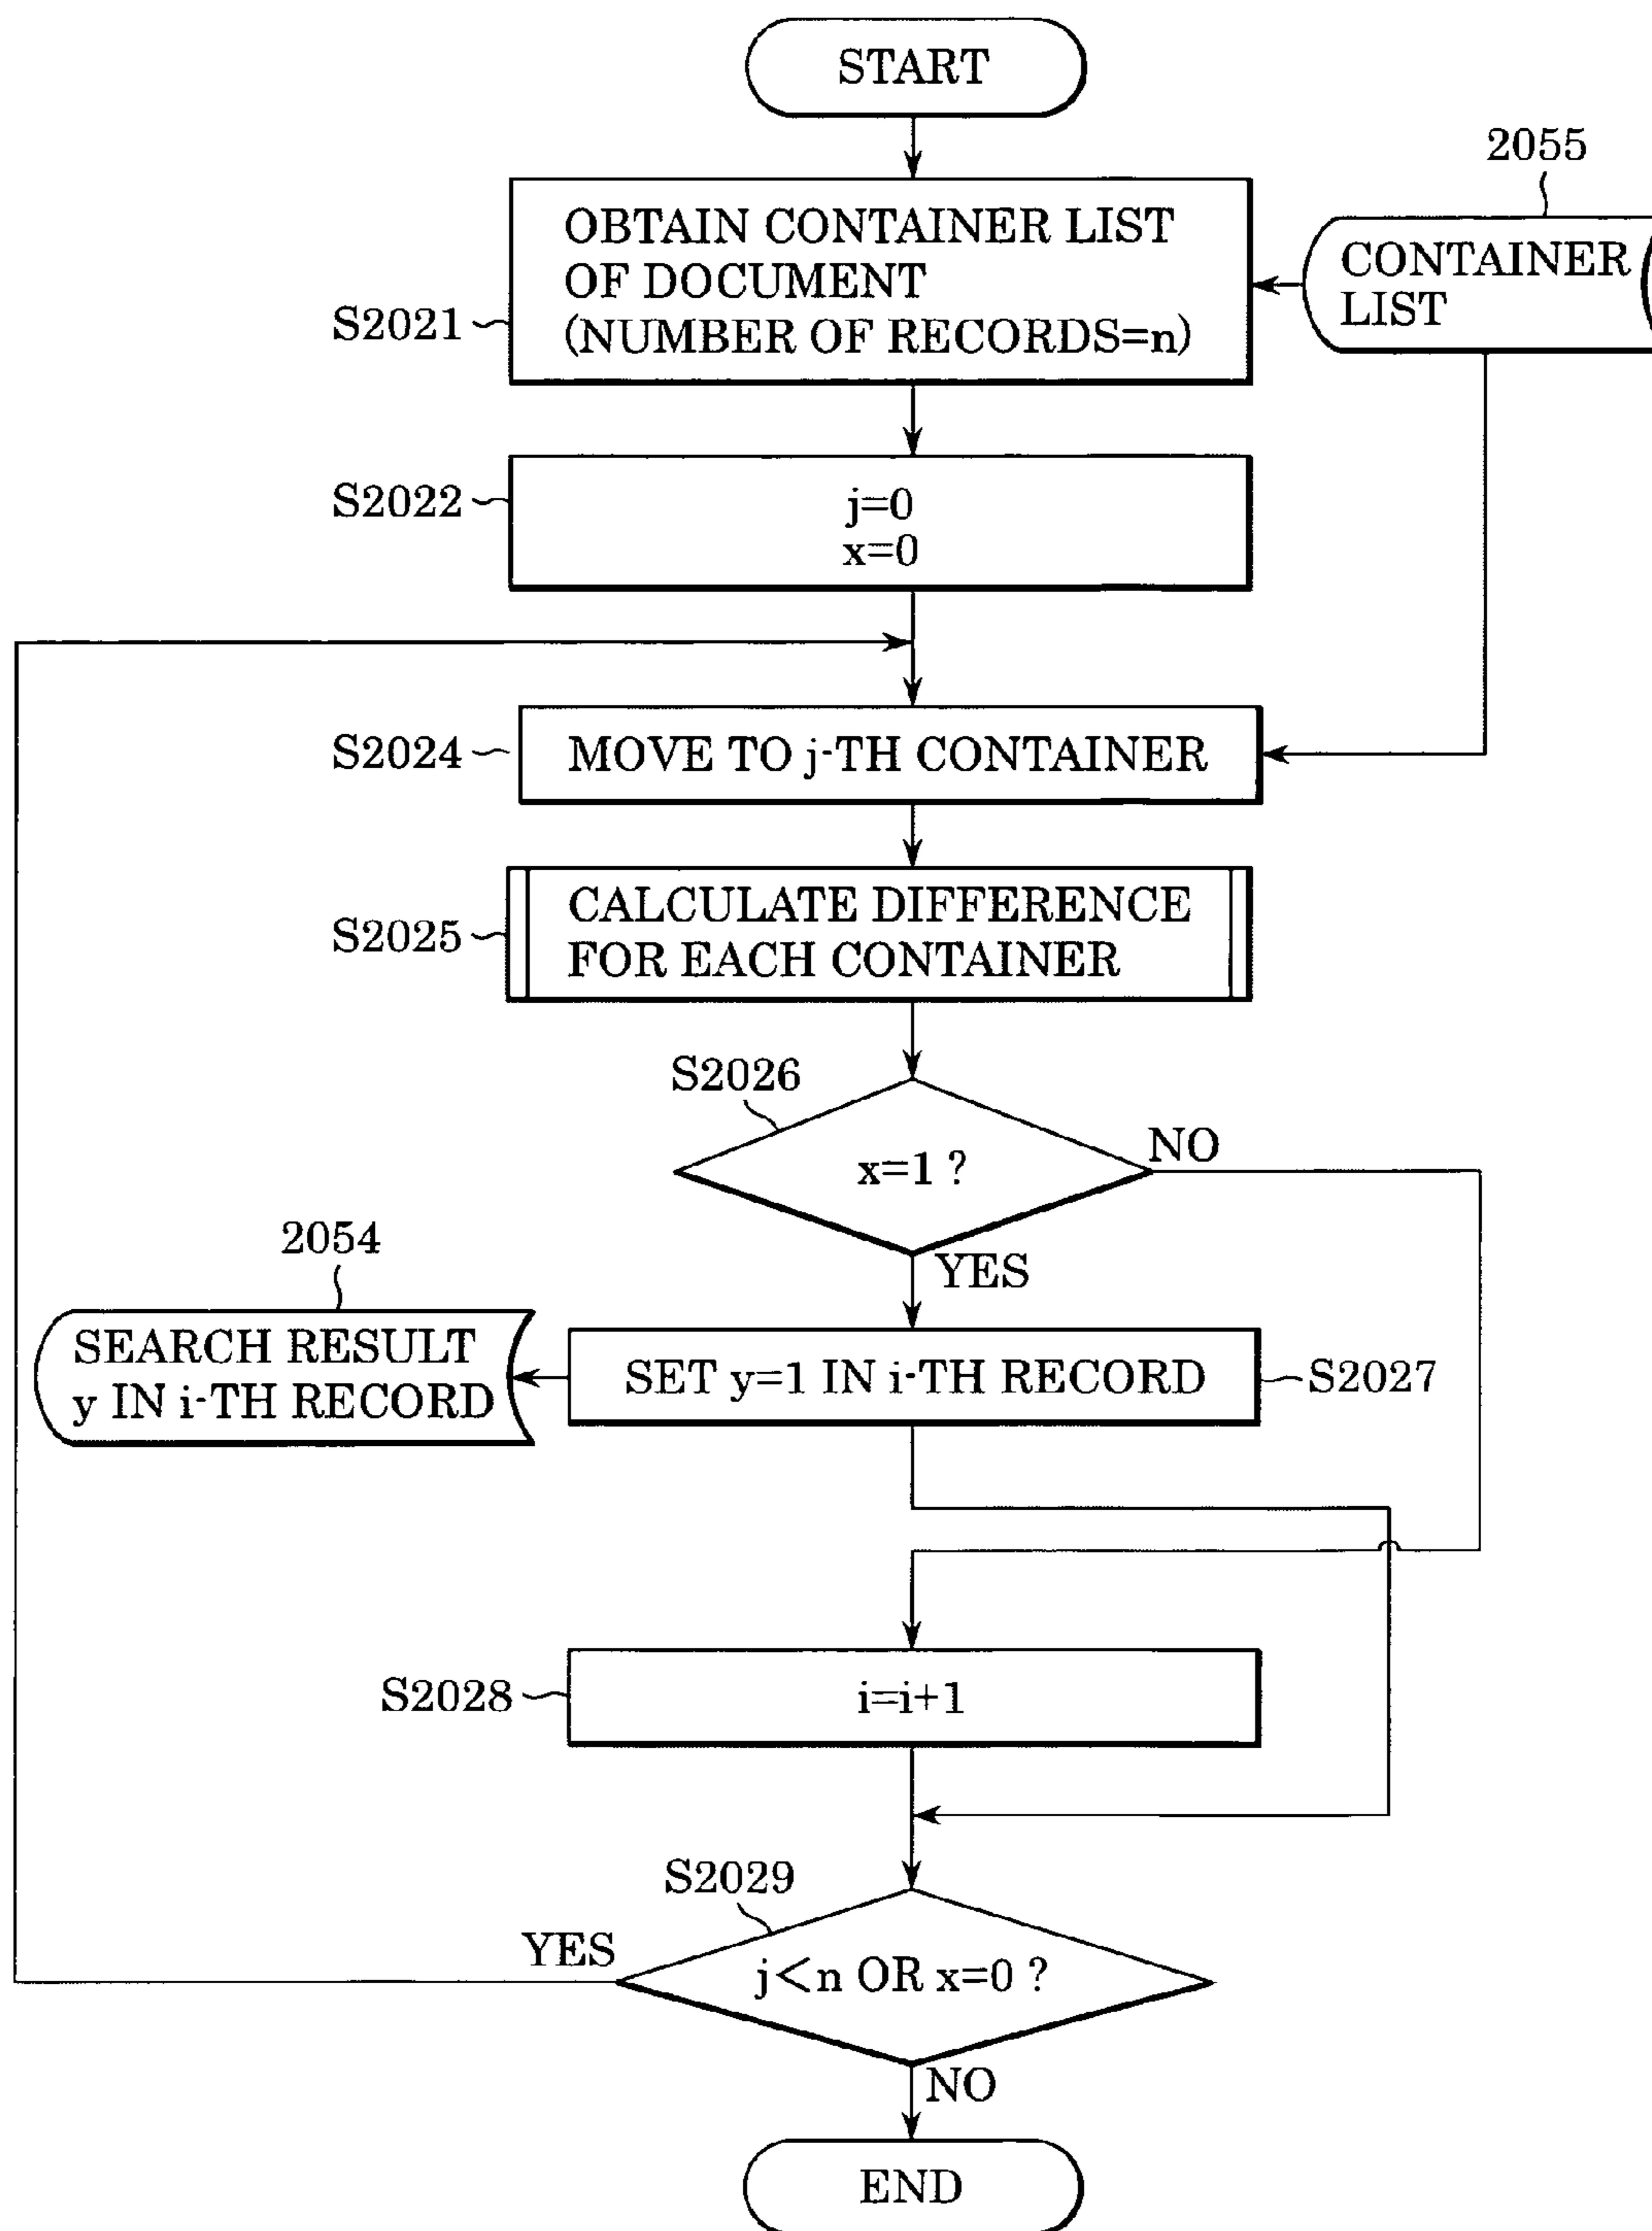 START
2055
OBTAIN CONTAINER LIST
OF DOCUMENT
(NUMBER OF RECORDS=n)
S2021
CONTAINER
LIST
S2022
j=0
x=0
S2024
MOVE TO j-TH CONTAINER
S2025
CALCULATE DIFFERENCE
FOR EACH CONTAINER
S2026
x=1 ?
NO
YES
2054
SEARCH RESULT
y IN i-TH RECORD
SET y=1 IN i-TH RECORD
S2027
S2028
i=i+1
S2029
YES
j<n OR x=0 ?
NO
END